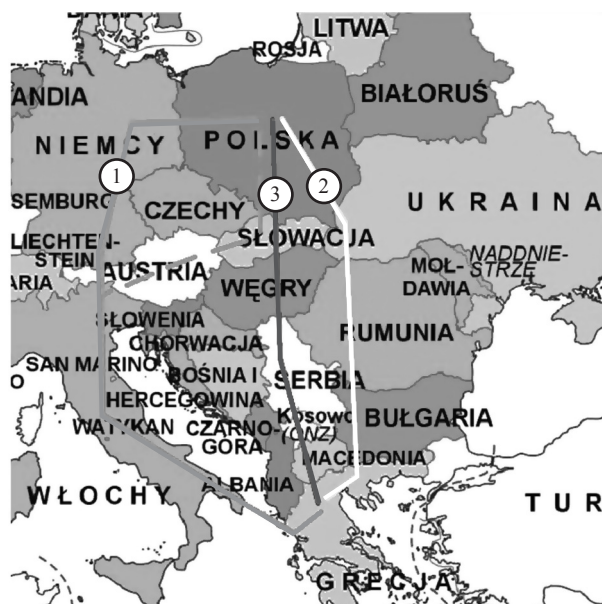 DANIA
LITWA
ROSJA
BIAŁORUŚ
ANDIA
NIEMCY
POLSKA
1
3
2
SEMBURG
CZECHY
UKRAINA
LIECHTEN-
STEIN
SŁOWACJA
ARIA
AUSTRIA
WĘGRY
MOŁ-
DAWIA
NADDNIE-
STRZE
SŁOWENIA
CHORWACJA
RUMUNIA
SAN MARINO
BOŚNIA I
HERCEGOWINA
SERBIA
O
WATYKAN
CZARNO-
GÓRA
Kosowo
(ONZ)
BUŁGARIA
MACEDONIA
WŁOCHY
ALBANIA
TUR
GRECJA